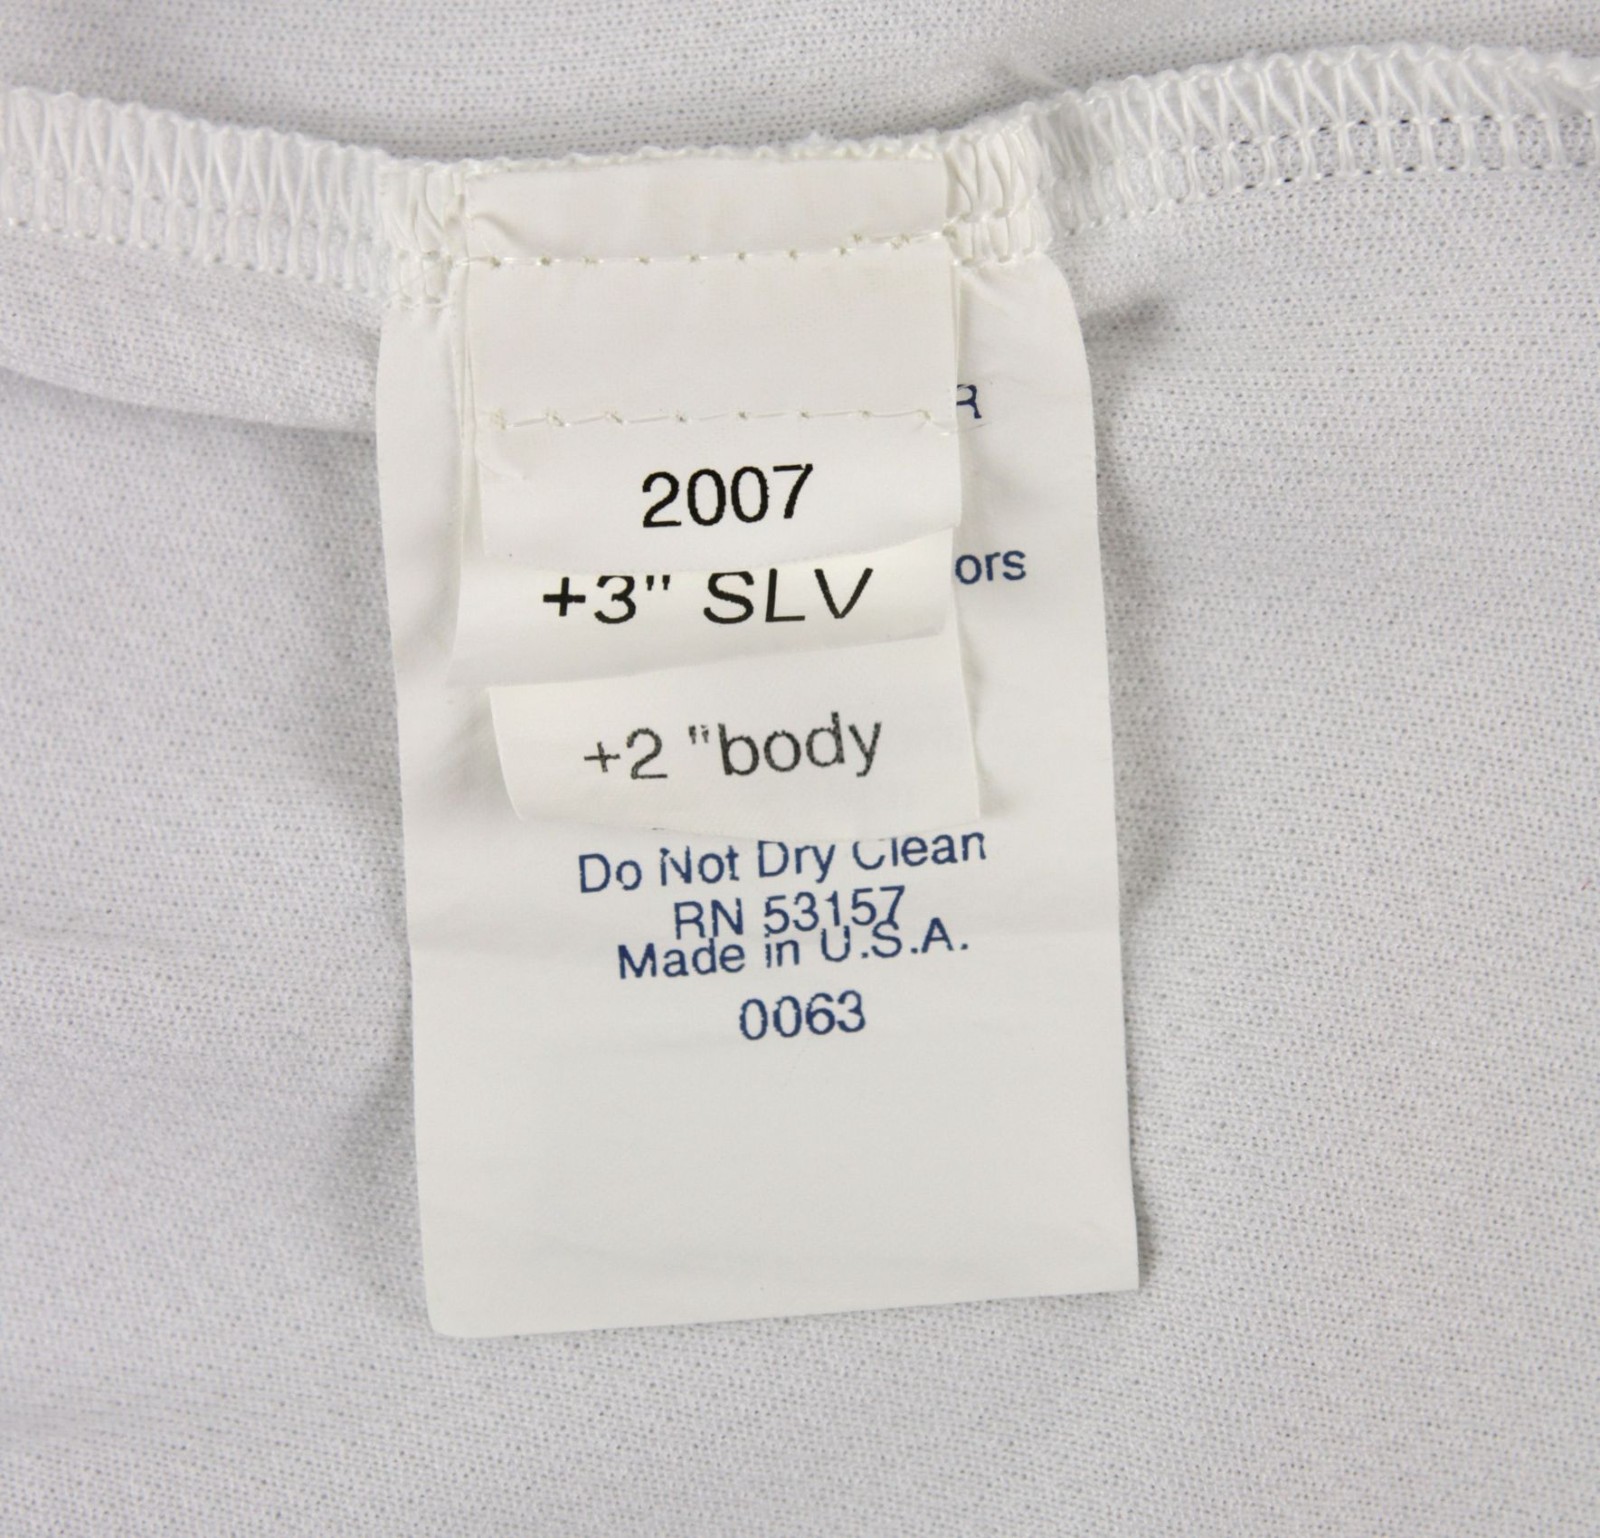 2007
+3" SLV
+2 "body
Do Not Dry Clean
RN 53157
Made in U.S.A.
0063